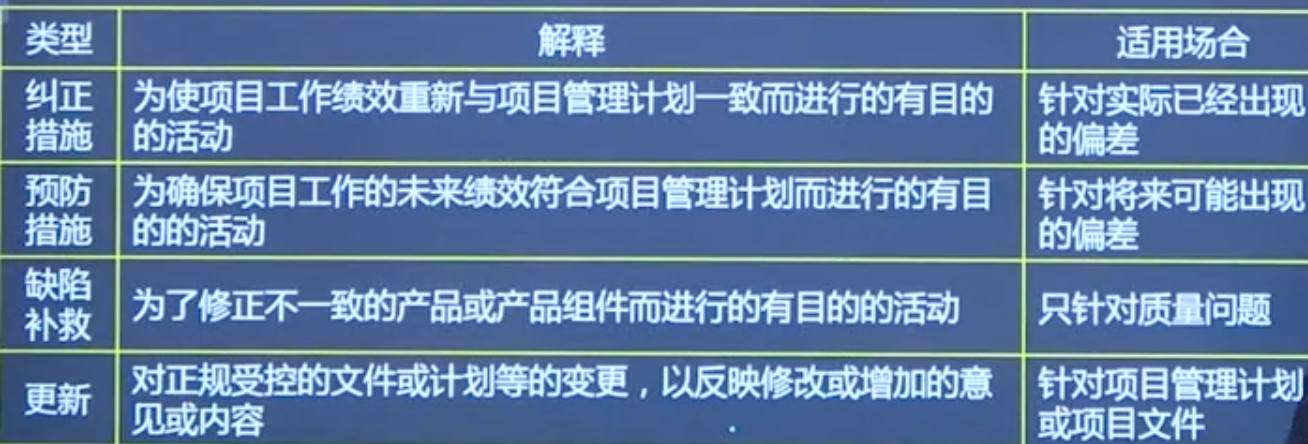 类型 解释 适用场合
纠正 为使项目工作绩效重新与项目管理计划一致而进行的有目的 针对实际已经出现
措施 的活动 的偏差
预防 为确保项目工作的未来绩效符合项目管理计划而进行的有目 针对将来可能出现
措施 的的活动 的偏差
缺陷
补救 为了修正不一致的产品或产品组件而进行的有目的的活动 只针对质量问题
更新 对正规受控的文件或计划等的变更，以反映修改或增加的意 针对项目管理计划
见或内容 或项目文件